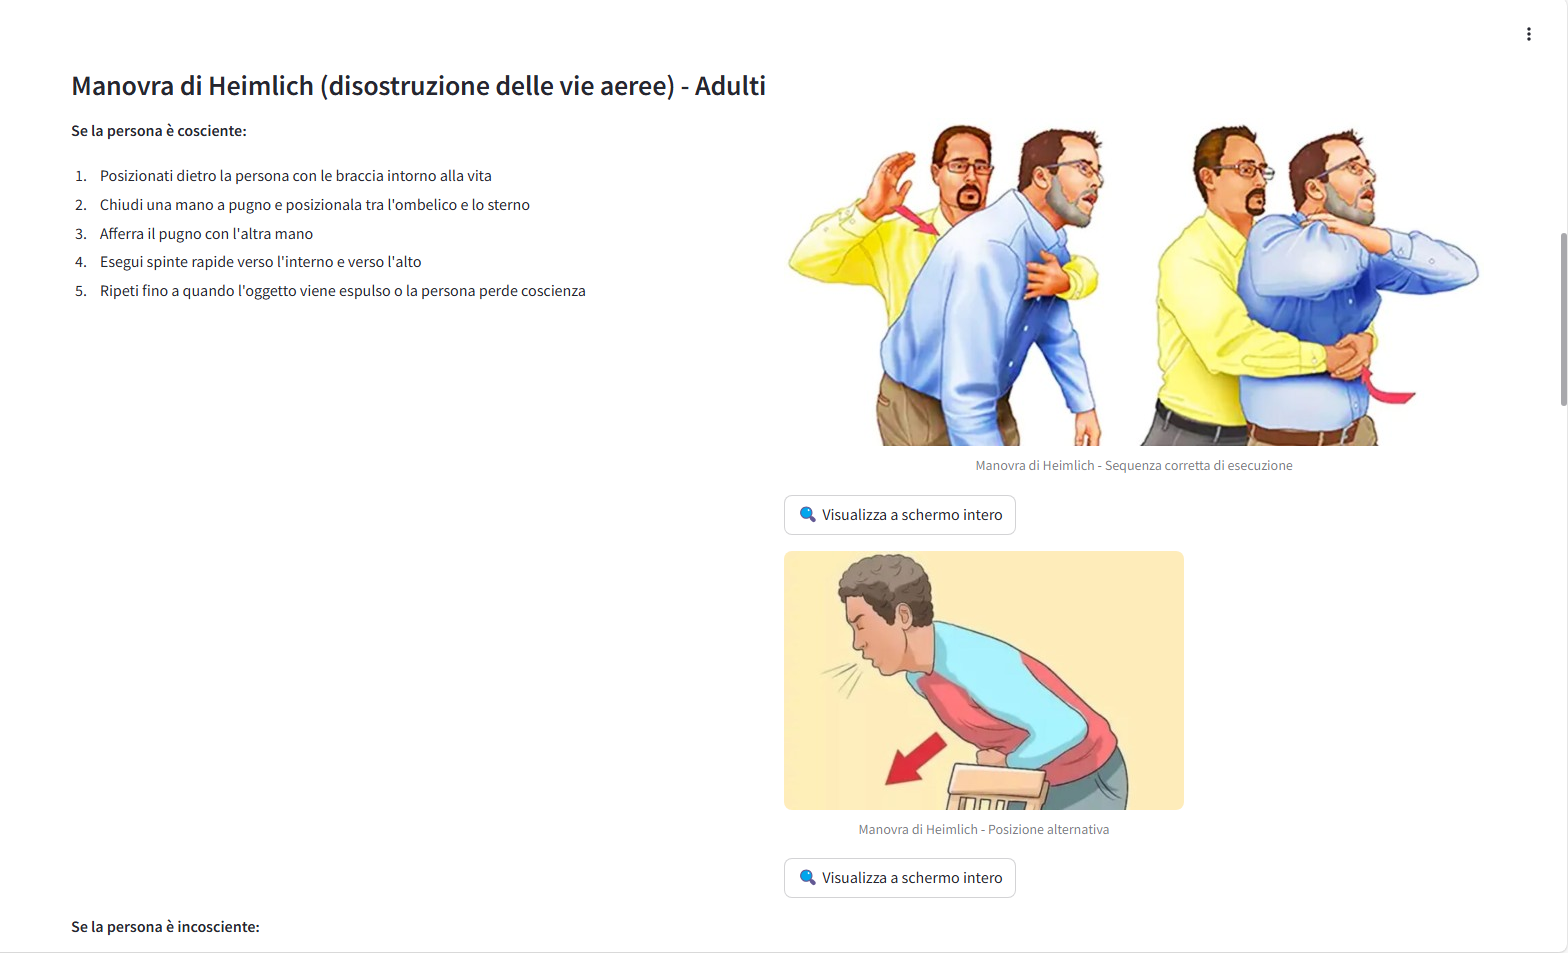 Manovra di Heimlich (disostruzione delle vie aeree) - Adulti
Se la persona è cosciente:
1. Posizionati dietro la persona con le braccia intorno alla vita
2. Chiudi una mano a pugno e posizionala tra l'ombelico e lo sterno
3. Afferra il pugno con l'altra mano
4. Esegui spinte rapide verso l'interno e verso l'alto
5. Ripeti fino a quando l'oggetto viene espulso o la persona perde coscienza
Manovra di Heimlich - Sequenza corretta di esecuzione
Visualizza a schermo intero
Manovra di Heimlich - Posizione alternativa
Visualizza a schermo intero
Se la persona è incosciente: